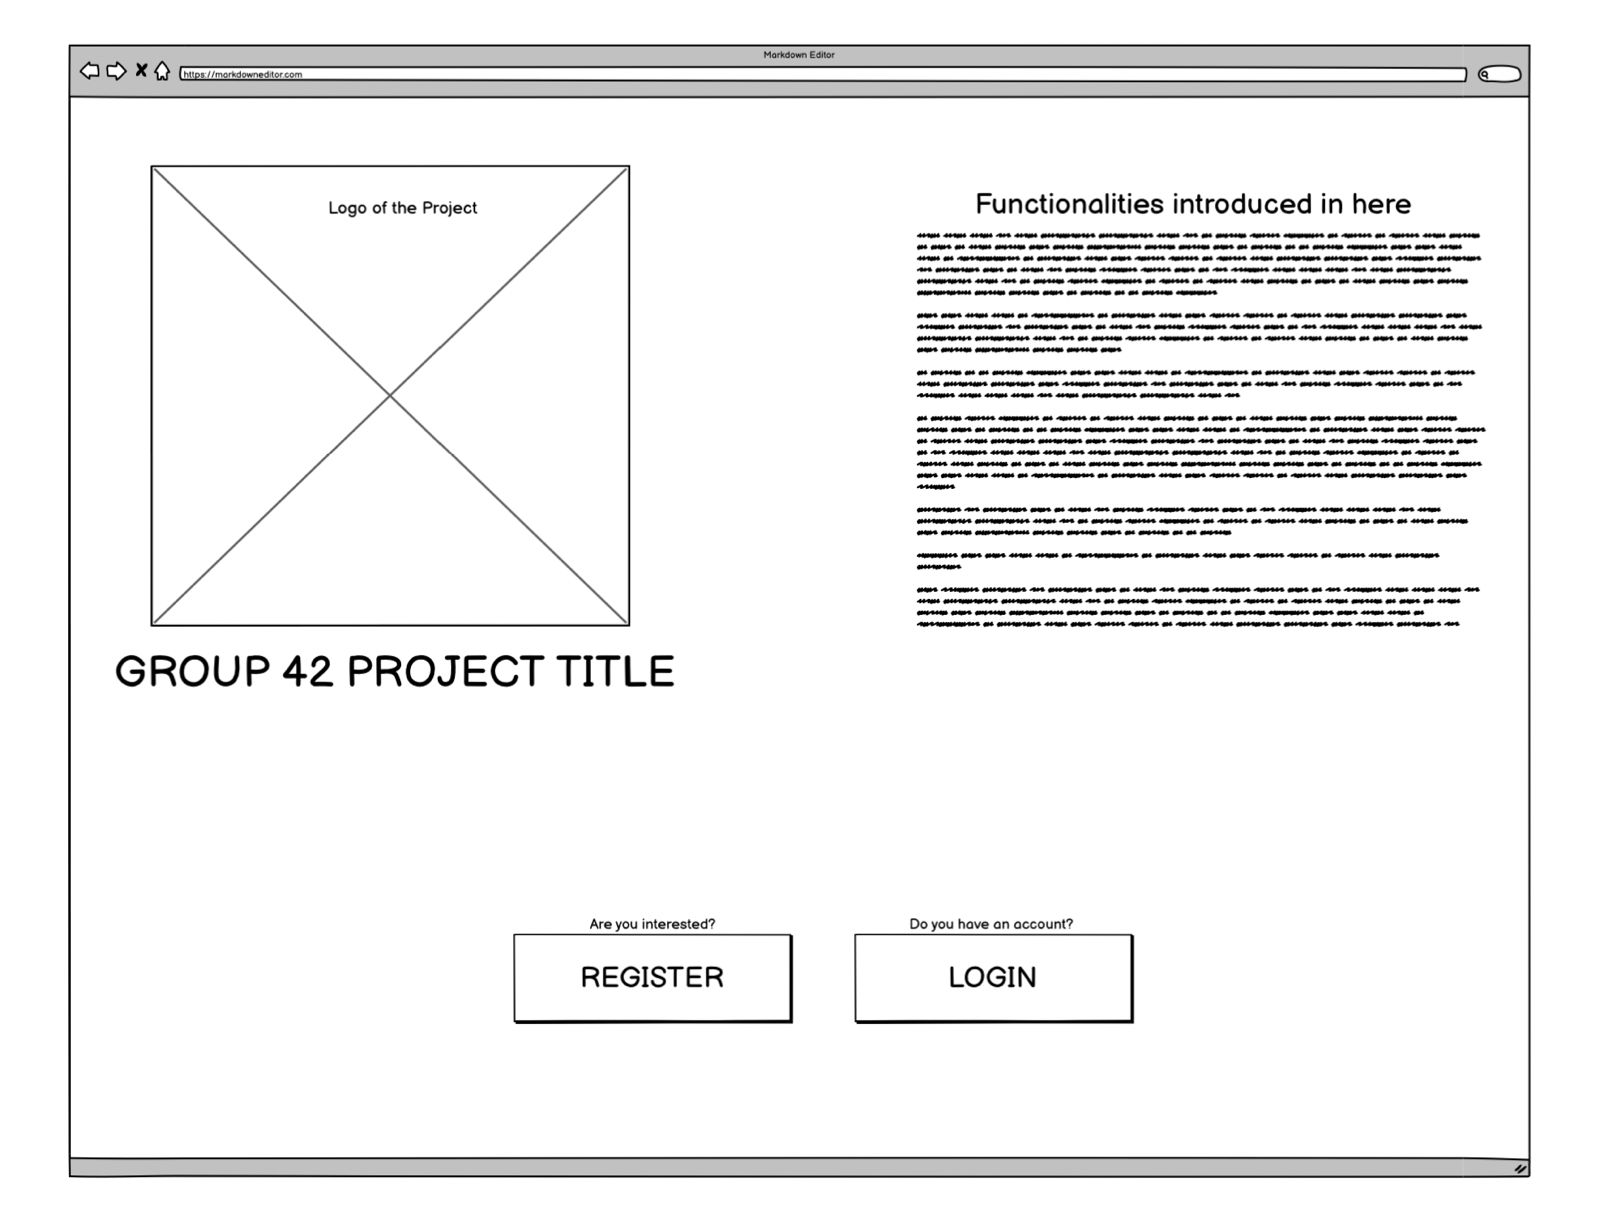 Markdown Editor
https://markdowneditor.com
Logo of the Project
Functionalities introduced in here
GROUP 42 PROJECT TITLE
Are you interested?
REGISTER
Do you have an account?
LOGIN